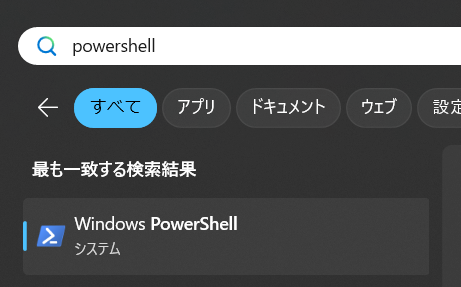 powershell
すべて アプリ ドキュメント ウェブ 設定
最も一致する検索結果
Windows PowerShell
システム